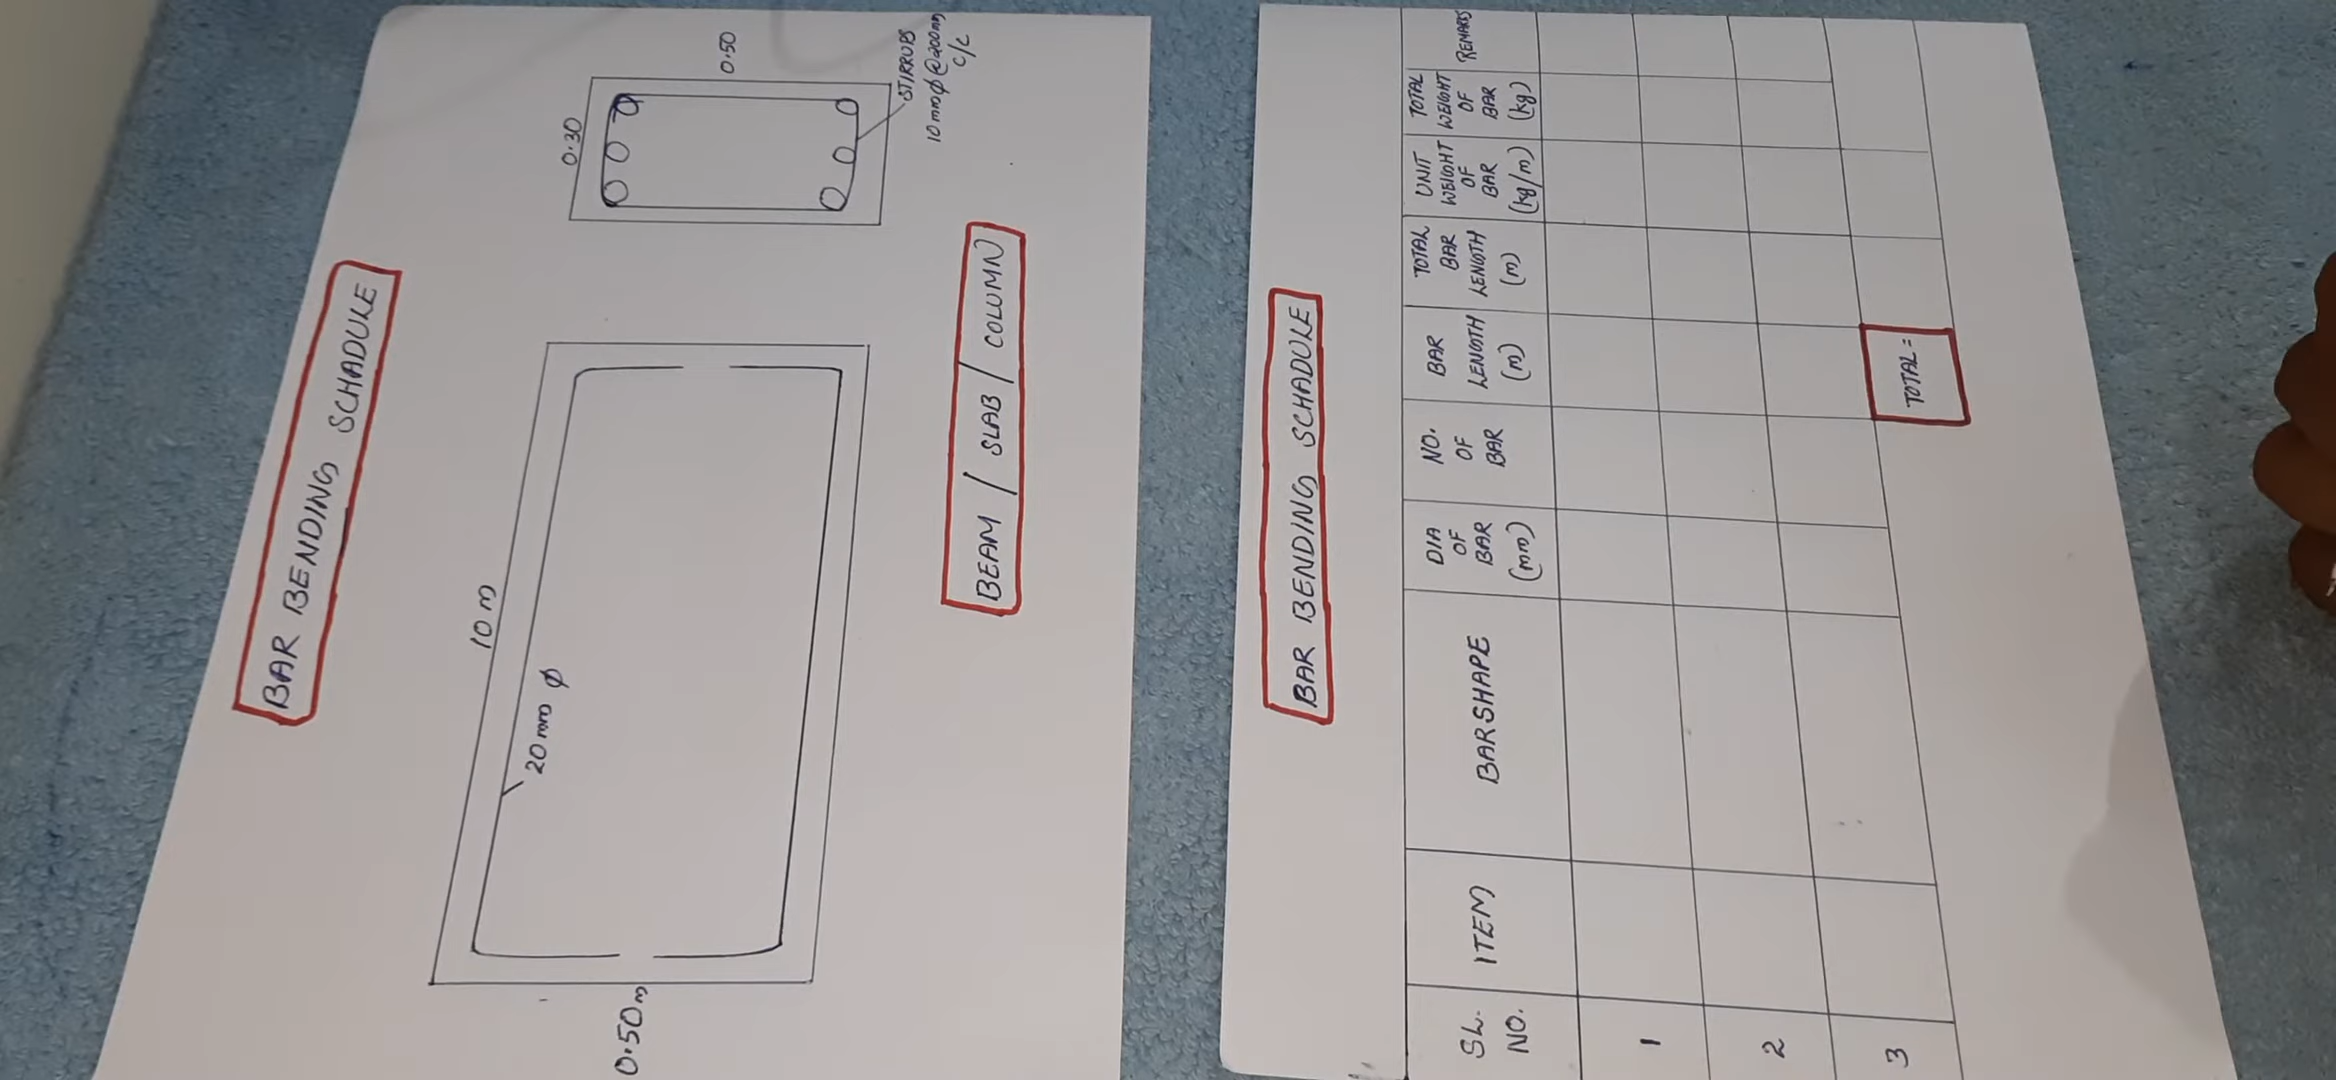 BAR BENDING SCHADULE
10 m
20 mm ϕ
0.50 m
0.30
0.50
STIRRUPS
10 mm ϕ @ 200 mm
c/c
BEAM / SLAB / COLUMN
BAR BENDING SCHADULE
SL. NO.
ITEM
BAR SHAPE
DIA OF BAR (mm)
NO. OF BAR
BAR LENGTH (m)
TOTAL BAR LENGTH (m)
UNIT WEIGHT OF BAR (kg/m)
TOTAL WEIGHT OF BAR (kg)
REMARKS
1
2
3
TOTAL =